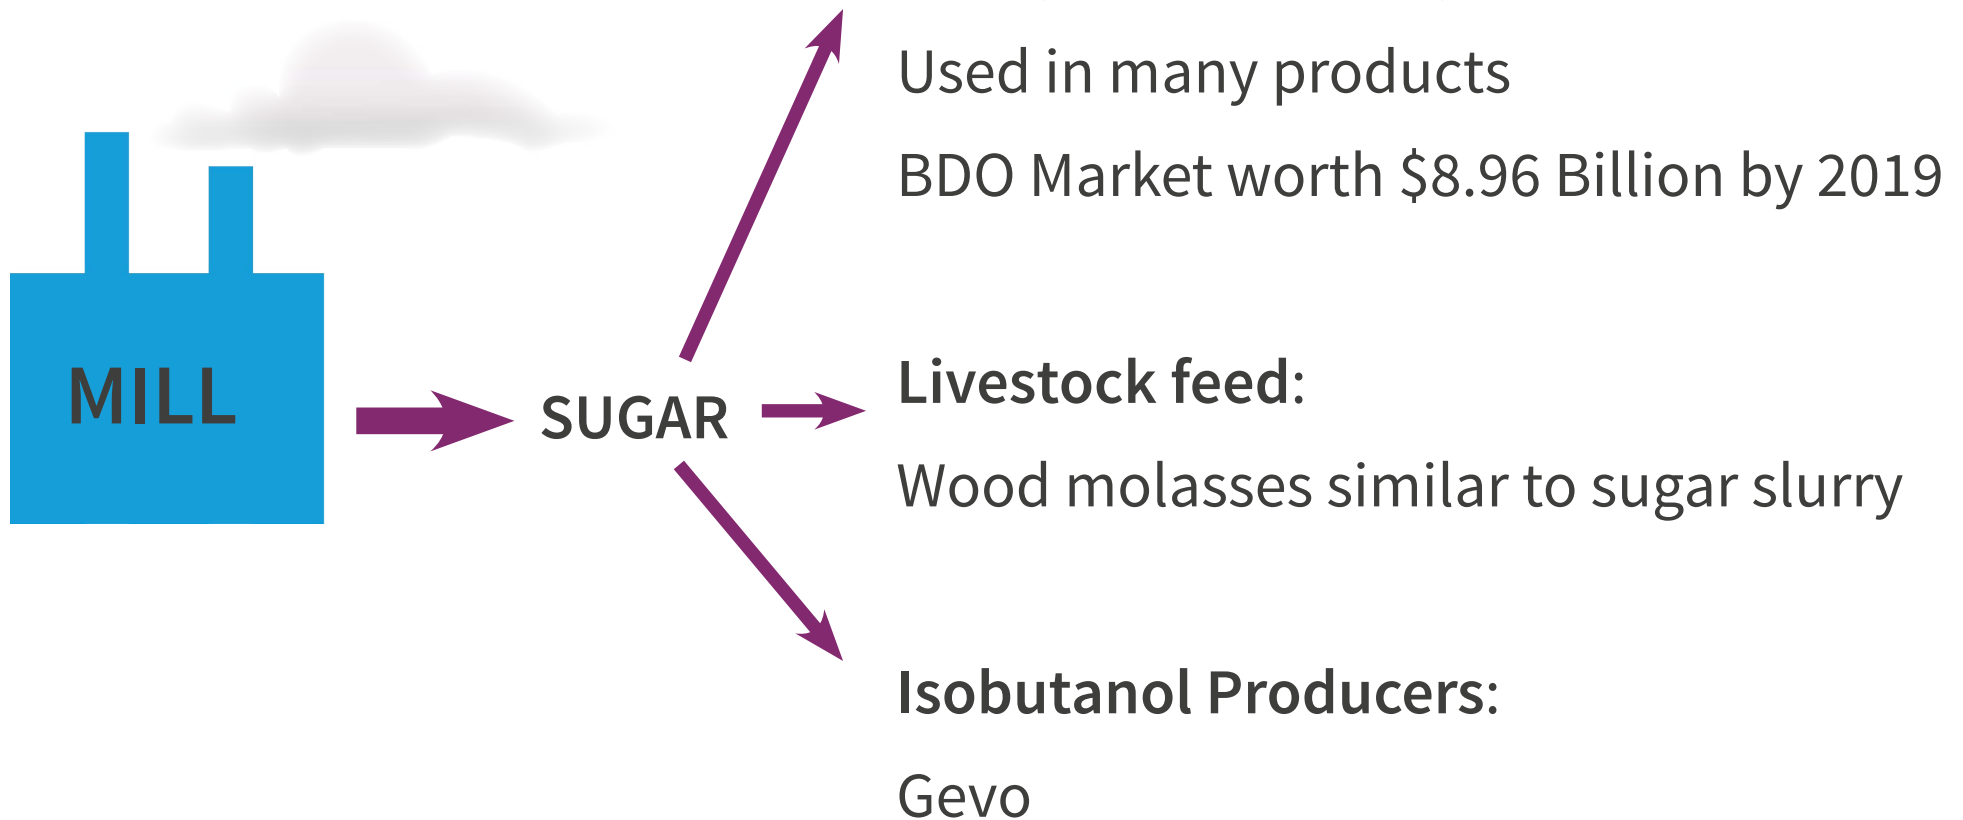 Used in many products
BDO Market worth $8.96 Billion by 2019
MILL
SUGAR
Livestock feed:
Wood molasses similar to sugar slurry
Isobutanol Producers:
Gevo